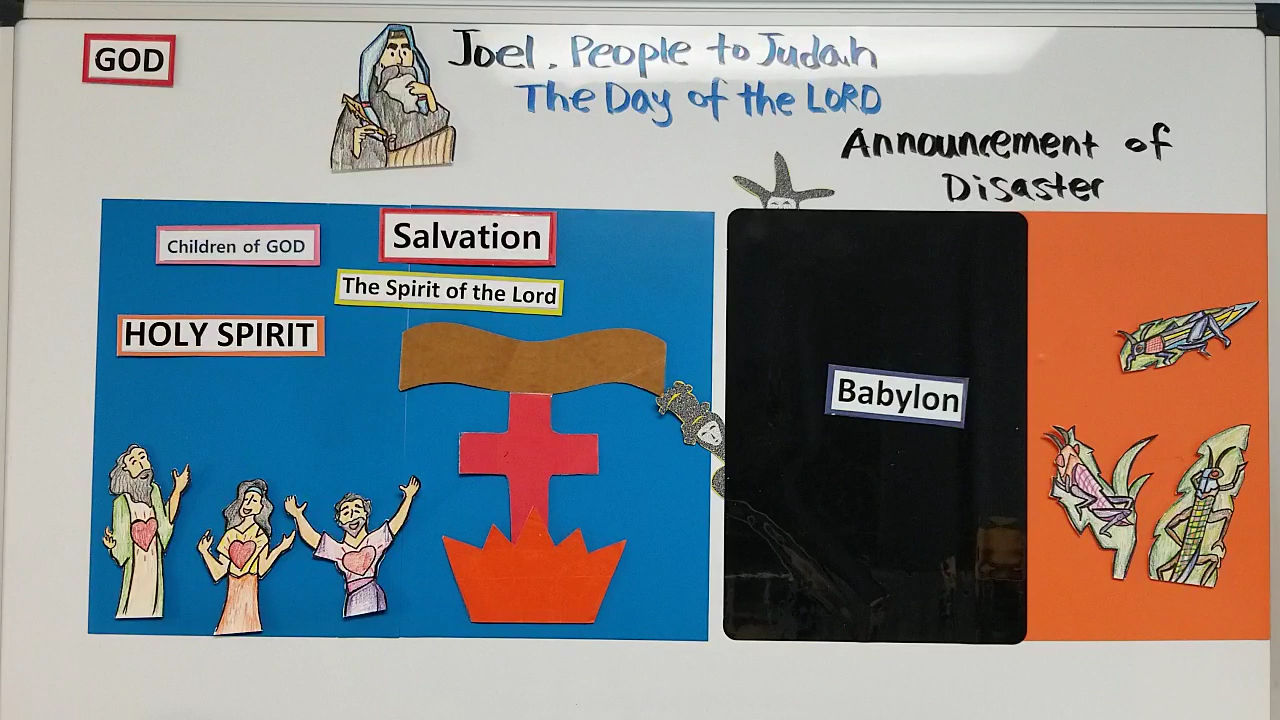 GOD
Joel. People to Judah
The Day of the LORD
Announcement of
Disaster
Children of GOD
Salvation
The Spirit of the Lord
HOLY SPIRIT
Babylon